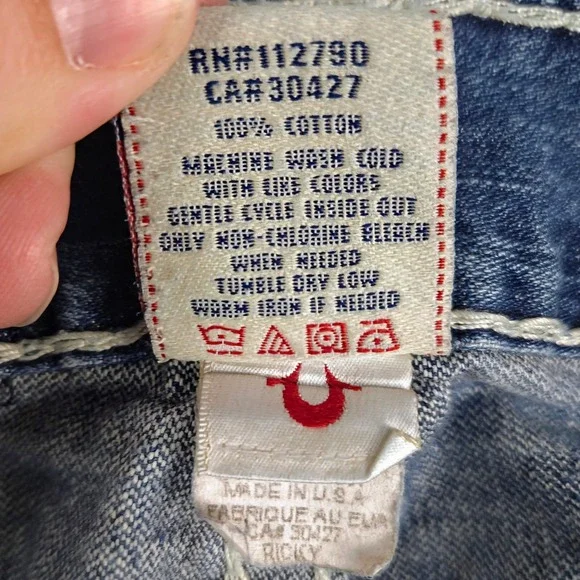 RN#112790
CA#30427
100% COTTON
MACHINE WASH COLD
WITH LIKE COLORS
GENTLE CYCLE INSIDE OUT
ONLY NON-CHLORINE BLEACH
WHEN NEEDED
TUMBLE DRY LOW
WARM IRON IF NEEDED
MADE IN U.S.A
FABRIQUE AU EUA
CA# 30427
RICKY